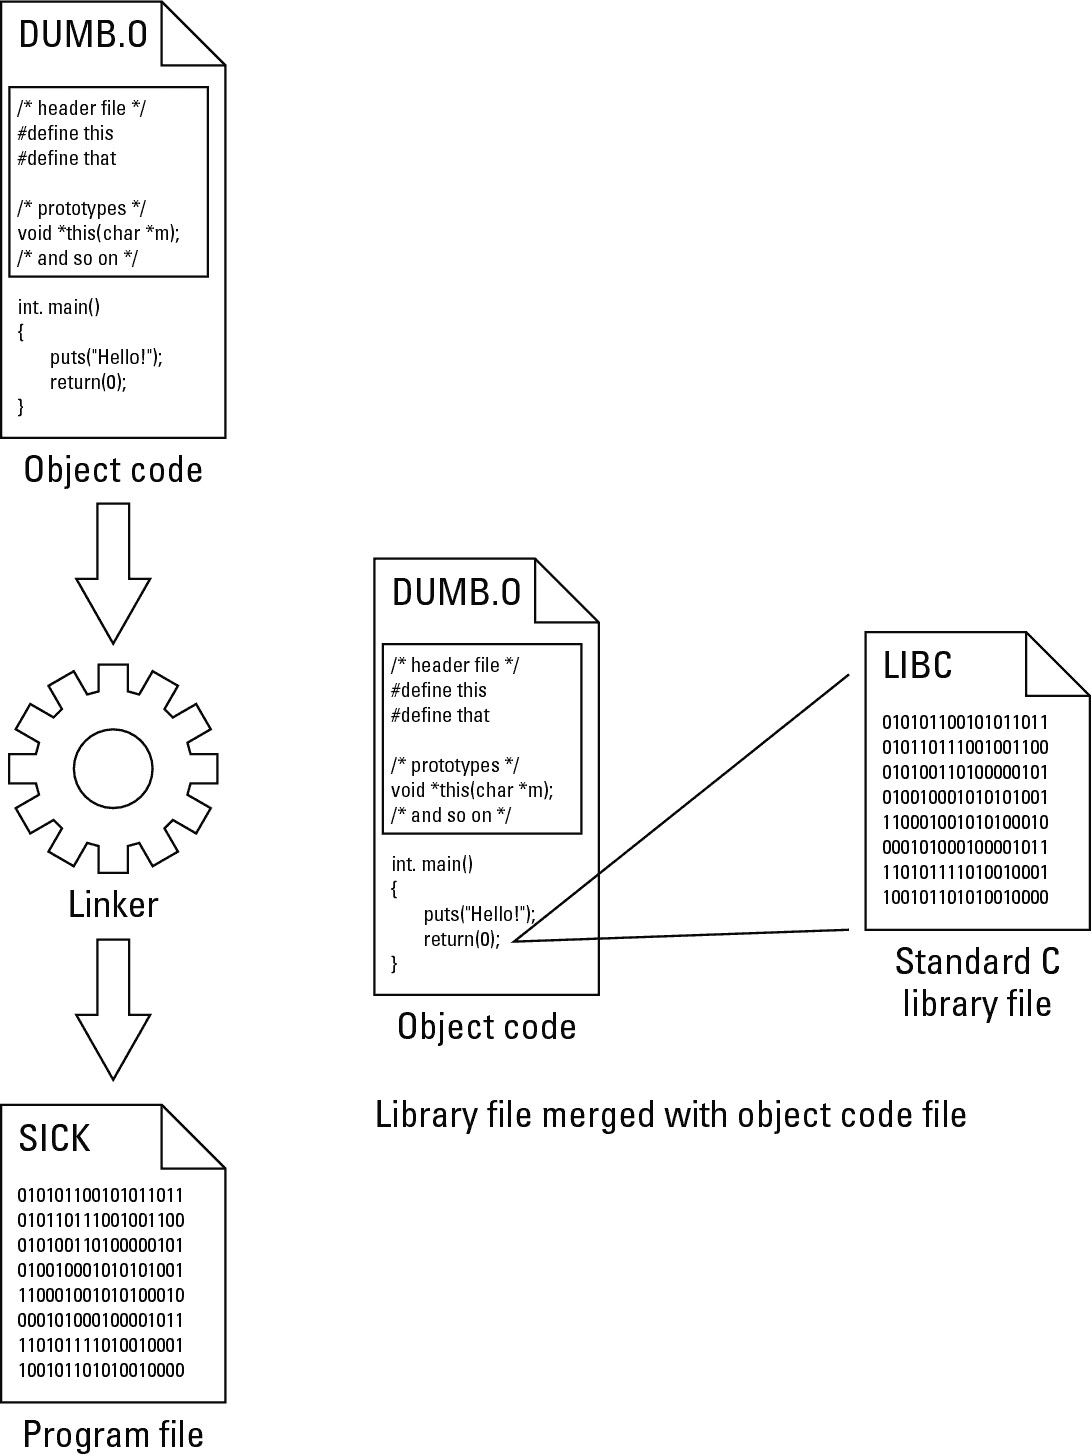 DUMB.O
/* header file */
#define this
#define that
/* prototypes */
void *this(char *m);
/* and so on */
int. main()
{
puts("Hello!");
return(0);
}
Object code
Linker
SICK
010101100101011011
010110111001001100
010100110100000101
010010001010101001
110001001010100010
000101000100001011
110101111010010001
100101101010010000
Program file
DUMB.O
/* header file */
#define this
#define that
/* prototypes */
void *this(char *m);
/* and so on */
int. main()
{
puts("Hello!");
return(0);
}
Object code
LIBC
010101100101011011
010110111001001100
010100110100000101
010010001010101001
110001001010100010
000101000100001011
110101111010010001
100101101010010000
Standard C
library file
Library file merged with object code file